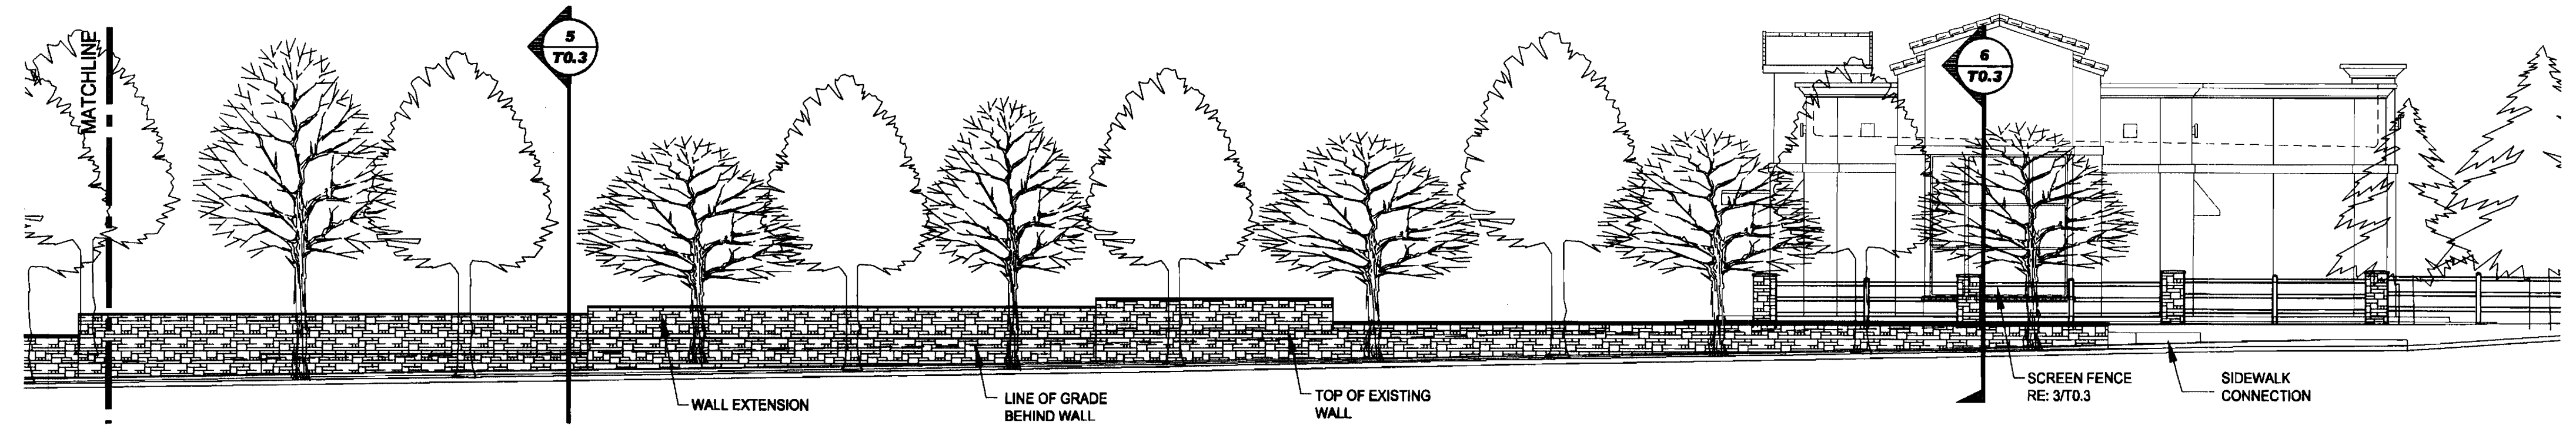 MATCHLINE
5
T0.3
6
T0.3
WALL EXTENSION
LINE OF GRADE
BEHIND WALL
TOP OF EXISTING
WALL
SCREEN FENCE
RE: 3/T0.3
SIDEWALK
CONNECTION